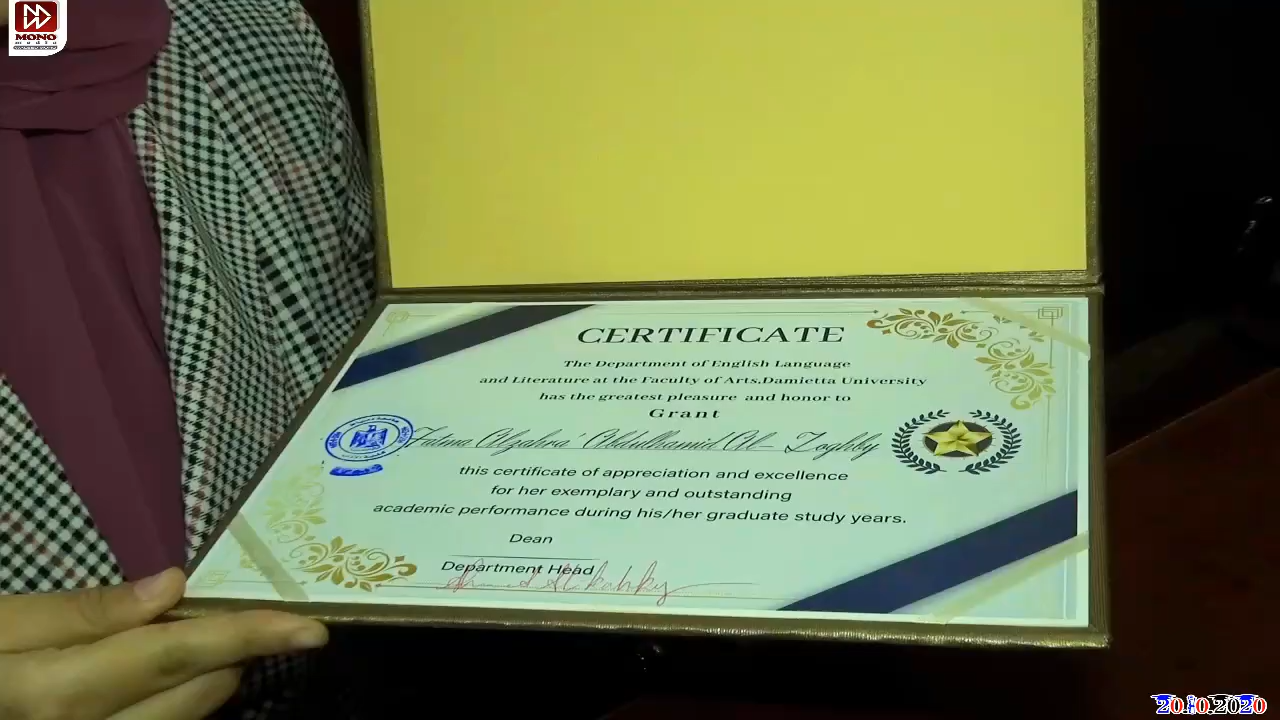 MONO
media
CERTIFICATE
The Department of English Language
and Literature at the Faculty of Arts,Damietta University
has the greatest pleasure and honor to
Grant
Fatma Alzahra' Abdulhamid Al- Zoghby
this certificate of appreciation and excellence
for her exemplary and outstanding
academic performance during his/her graduate study years.
Dean
Department Head
20.10.2020